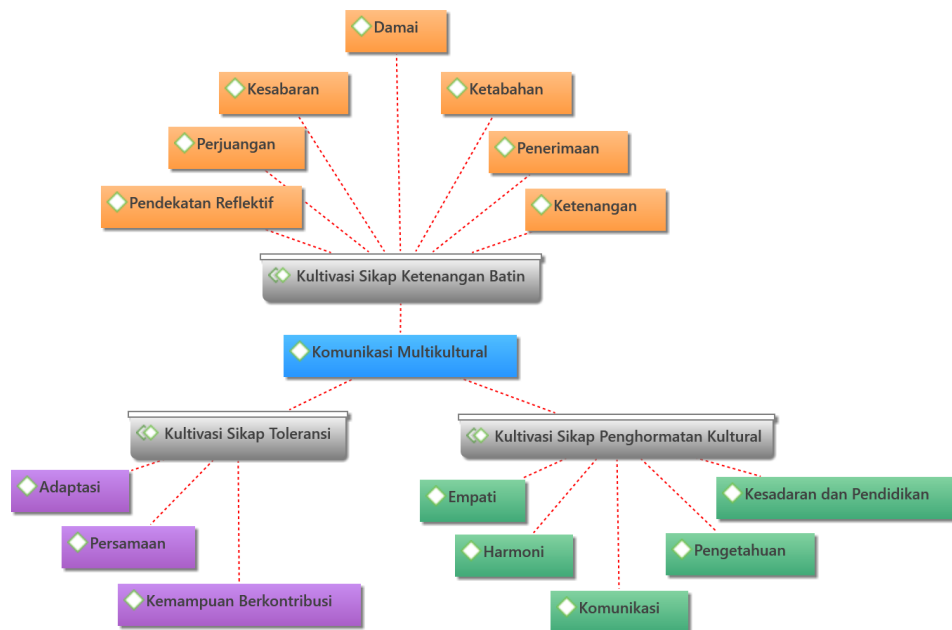 Damai
Kesabaran
Ketabahan
Perjuangan
Penerimaan
Pendekatan Reflektif
Ketenangan
Kultivasi Sikap Ketenangan Batin
Komunikasi Multikultural
Kultivasi Sikap Toleransi
Kultivasi Sikap Penghormatan Kultural
Adaptasi
Empati
Kesadaran dan Pendidikan
Persamaan
Harmoni
Pengetahuan
Kemampuan Berkontribusi
Komunikasi